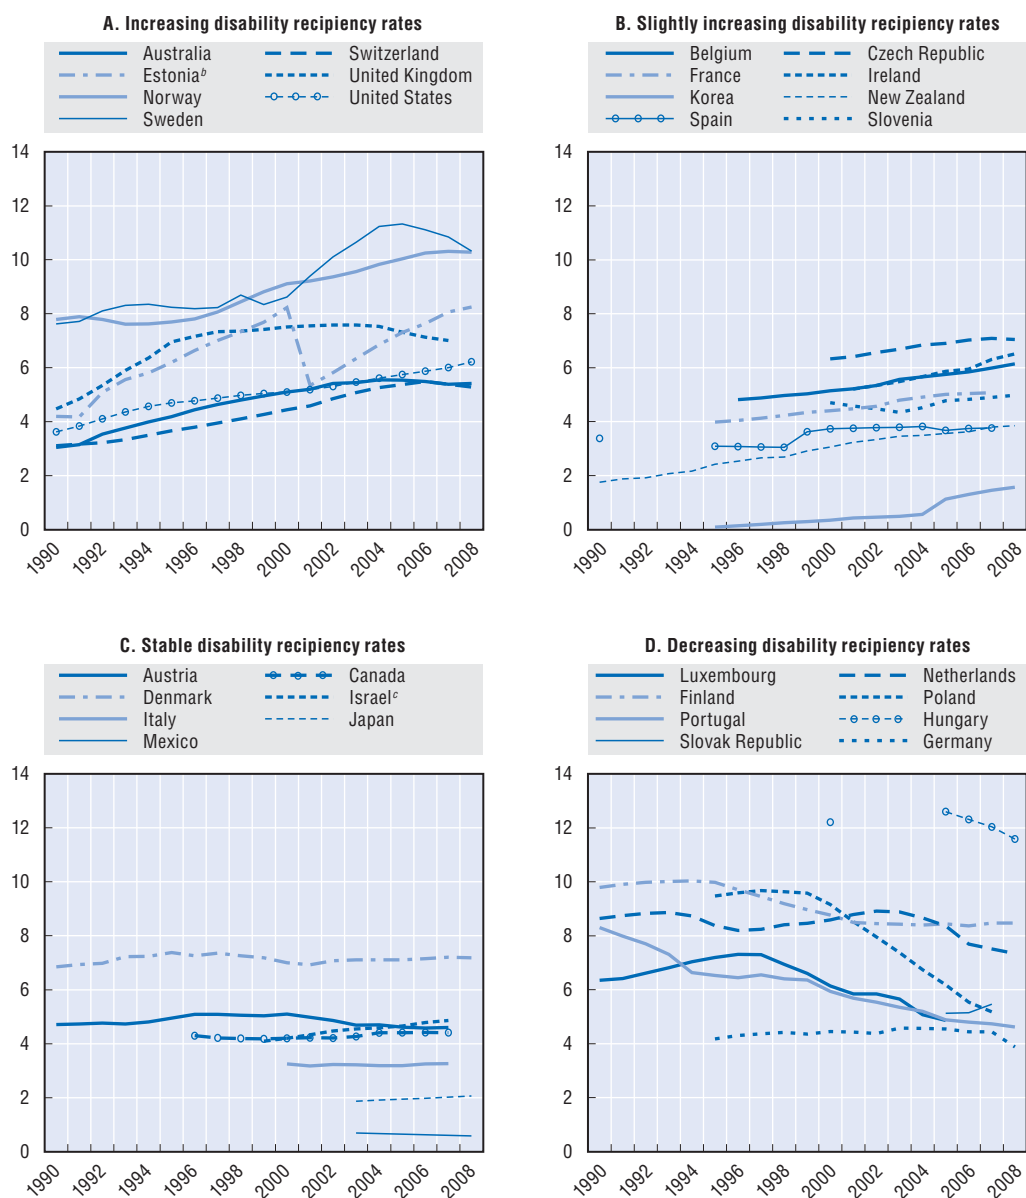 A. Increasing disability recipiency rates
Australia
Switzerland
Estonia^b
United Kingdom
Norway
United States
Sweden
14
12
10
8
6
4
2
0
1990
1992
1994
1996
1998
2000
2002
2004
2006
2008
B. Slightly increasing disability recipiency rates
Belgium
Czech Republic
France
Ireland
Korea
New Zealand
Spain
Slovenia
14
12
10
8
6
4
2
0
1990
1992
1994
1996
1998
2000
2002
2004
2006
2008
C. Stable disability recipiency rates
Austria
Canada
Denmark
Israel^c
Italy
Japan
Mexico
14
12
10
8
6
4
2
0
1990
1992
1994
1996
1998
2000
2002
2004
2006
2008
D. Decreasing disability recipiency rates
Luxembourg
Netherlands
Finland
Poland
Portugal
Hungary
Slovak Republic
Germany
14
12
10
8
6
4
2
0
1990
1992
1994
1996
1998
2000
2002
2004
2006
2008